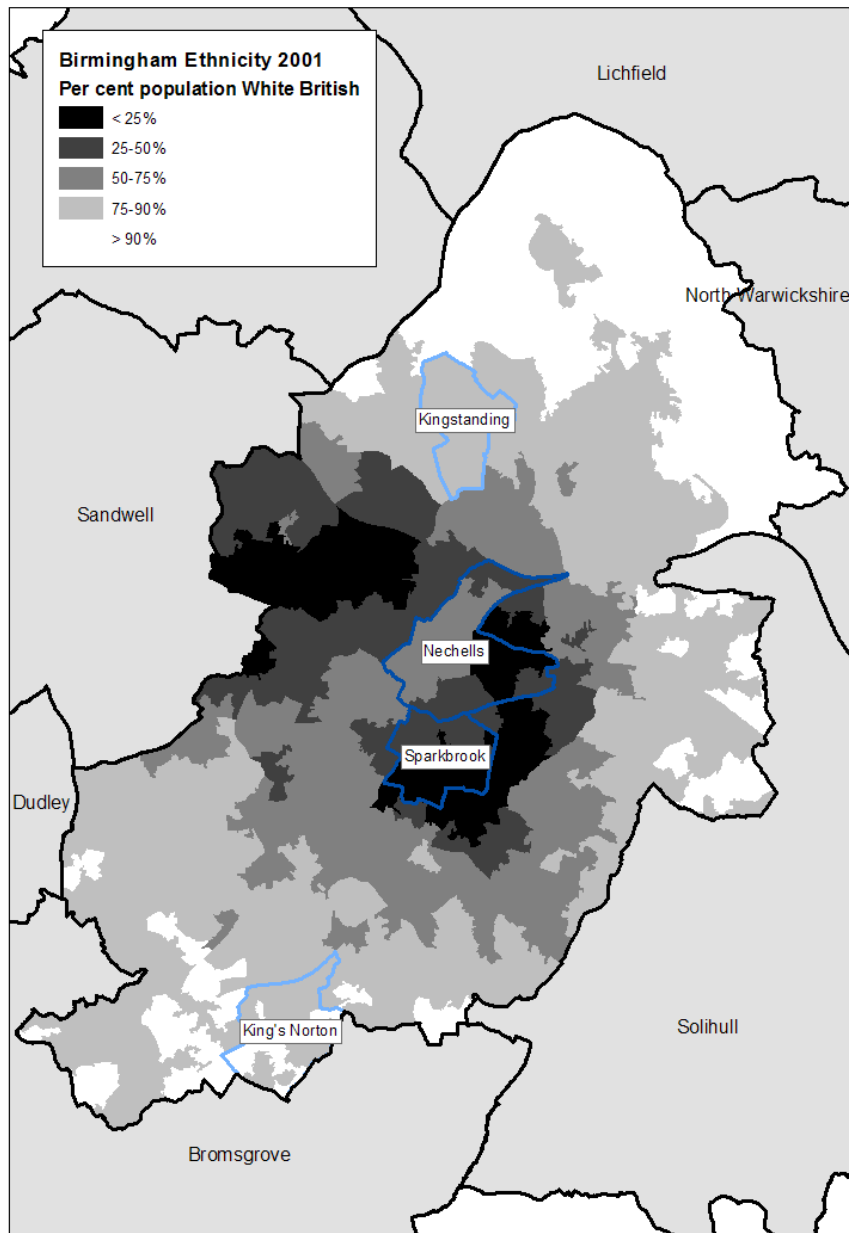 Birmingham Ethnicity 2001
Per cent population White British
< 25%
25-50%
50-75%
75-90%
> 90%
Lichfield
North Warwickshire
Kingstanding
Sandwell
Nechells
Sparkbrook
Dudley
King's Norton
Solihull
Bromsgrove